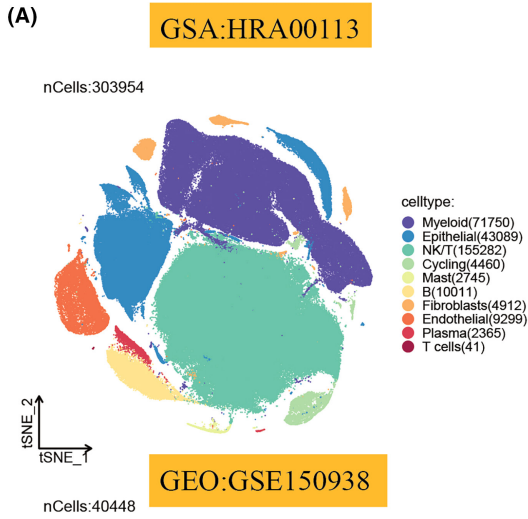 (A)
GSA:HRA00113
nCells:303954
celltype:
Myeloid(71750)
Epithelial(43089)
NK/T(155282)
Cycling(4460)
Mast(2745)
B(10011)
Fibroblasts(4912)
Endothelial(9299)
Plasma(2365)
T cells(41)
tSNE_2
tSNE_1
GEO:GSE150938
nCells:40448